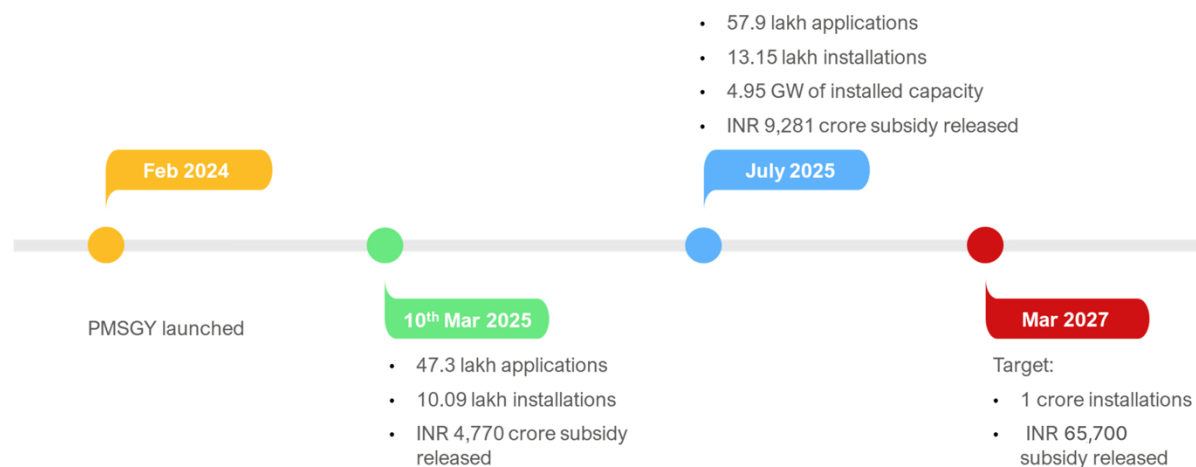 Feb 2024
PMSGY launched
10th Mar 2025
• 47.3 lakh applications
• 10.09 lakh installations
• INR 4,770 crore subsidy
released
• 57.9 lakh applications
• 13.15 lakh installations
• 4.95 GW of installed capacity
• INR 9,281 crore subsidy released
July 2025
Mar 2027
Target:
• 1 crore installations
• INR 65,700
subsidy released